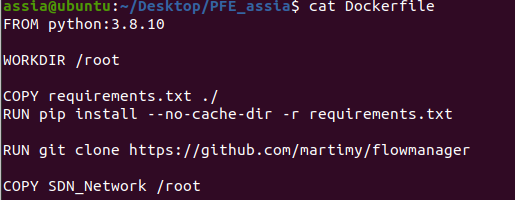 assia@ubuntu:~/Desktop/PFE_assia$ cat Dockerfile
FROM python:3.8.10
WORKDIR /root
COPY requirements.txt ./
RUN pip install --no-cache-dir -r requirements.txt
RUN git clone https://github.com/martimy/flowmanager
COPY SDN_Network /root